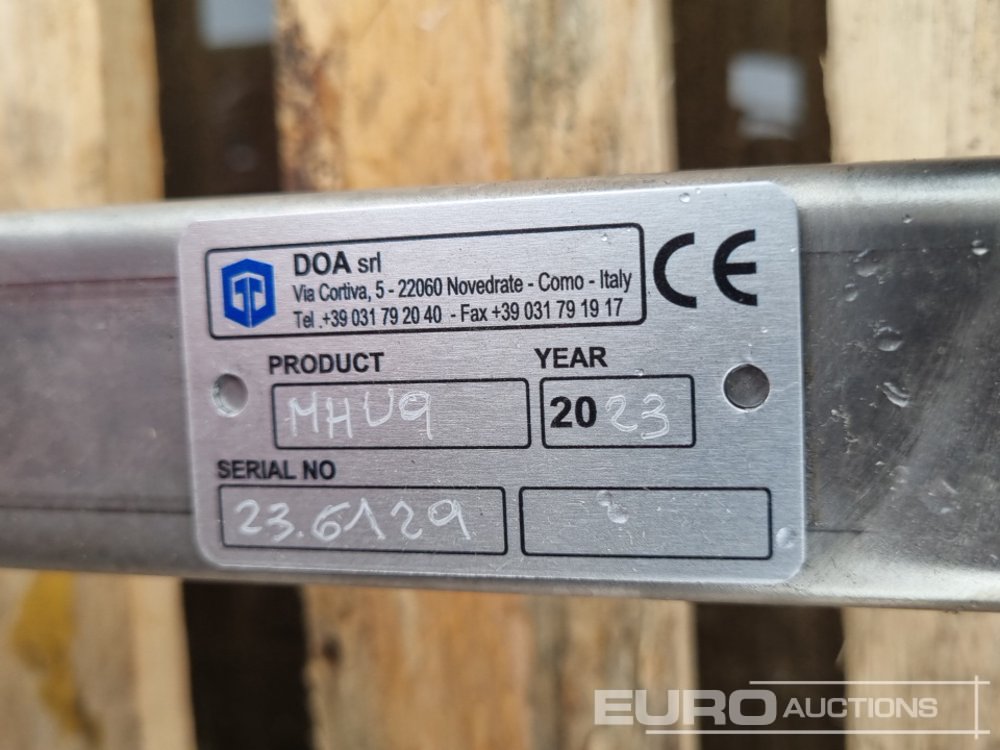 DOA srl
Via Cortiva, 5 - 22060 Novedrate - Como - Italy
Tel .+39 031 79 20 40 - Fax +39 031 79 19 17
CE
PRODUCT YEAR
MHU9 2023
SERIAL NO
23.6129
EURO AUCTIONS